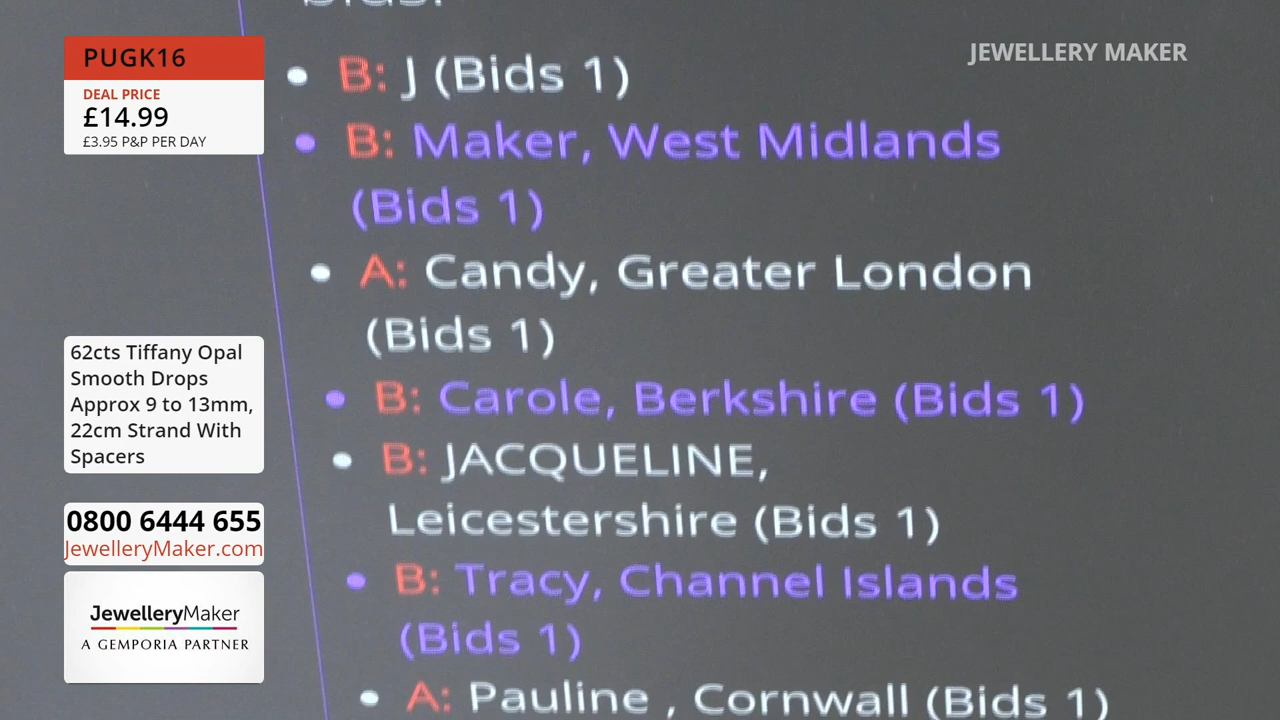 bids.
PUGK16
DEAL PRICE
£14.99
£3.95 P&P PER DAY
JEWELLERY MAKER
B: J (Bids 1)
B: Maker, West Midlands
(Bids 1)
A: Candy, Greater London
(Bids 1)
B: Carole, Berkshire (Bids 1)
B: JACQUELINE,
Leicestershire (Bids 1)
B: Tracy, Channel Islands
(Bids 1)
A: Pauline , Cornwall (Bids 1)
62cts Tiffany Opal
Smooth Drops
Approx 9 to 13mm,
22cm Strand With
Spacers
0800 6444 655
JewelleryMaker.com
JewelleryMaker
A GEMPORIA PARTNER